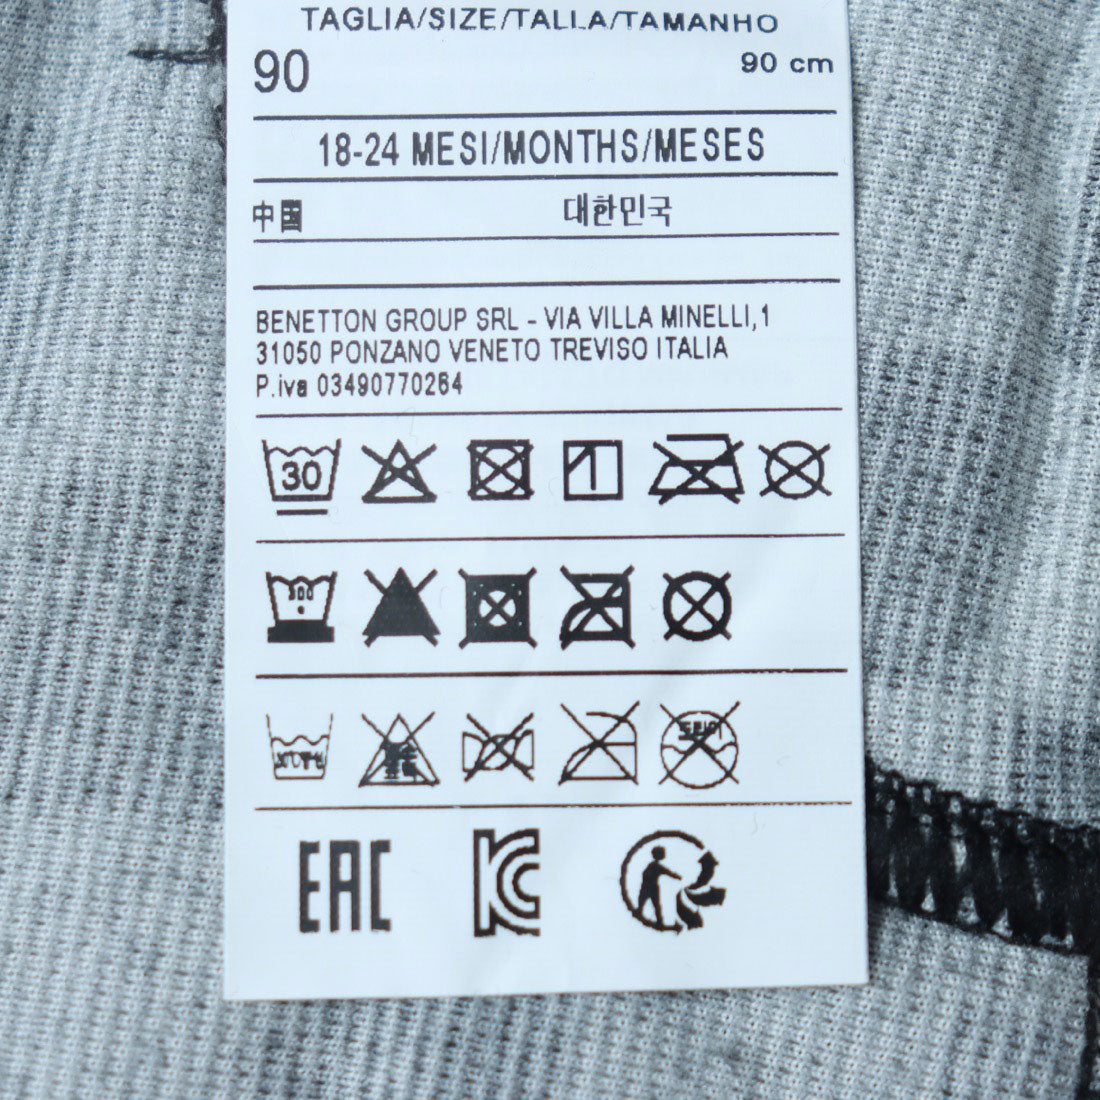 TAGLIA/SIZE/TALLA/TAMANHO
90 90 cm
18-24 MESI/MONTHS/MESES
中国 대한민국
BENETTON GROUP SRL - VIA VILLA MINELLI,1
31050 PONZANO VENETO TREVISO ITALIA
P.iva 03490770264
30
EAC KC